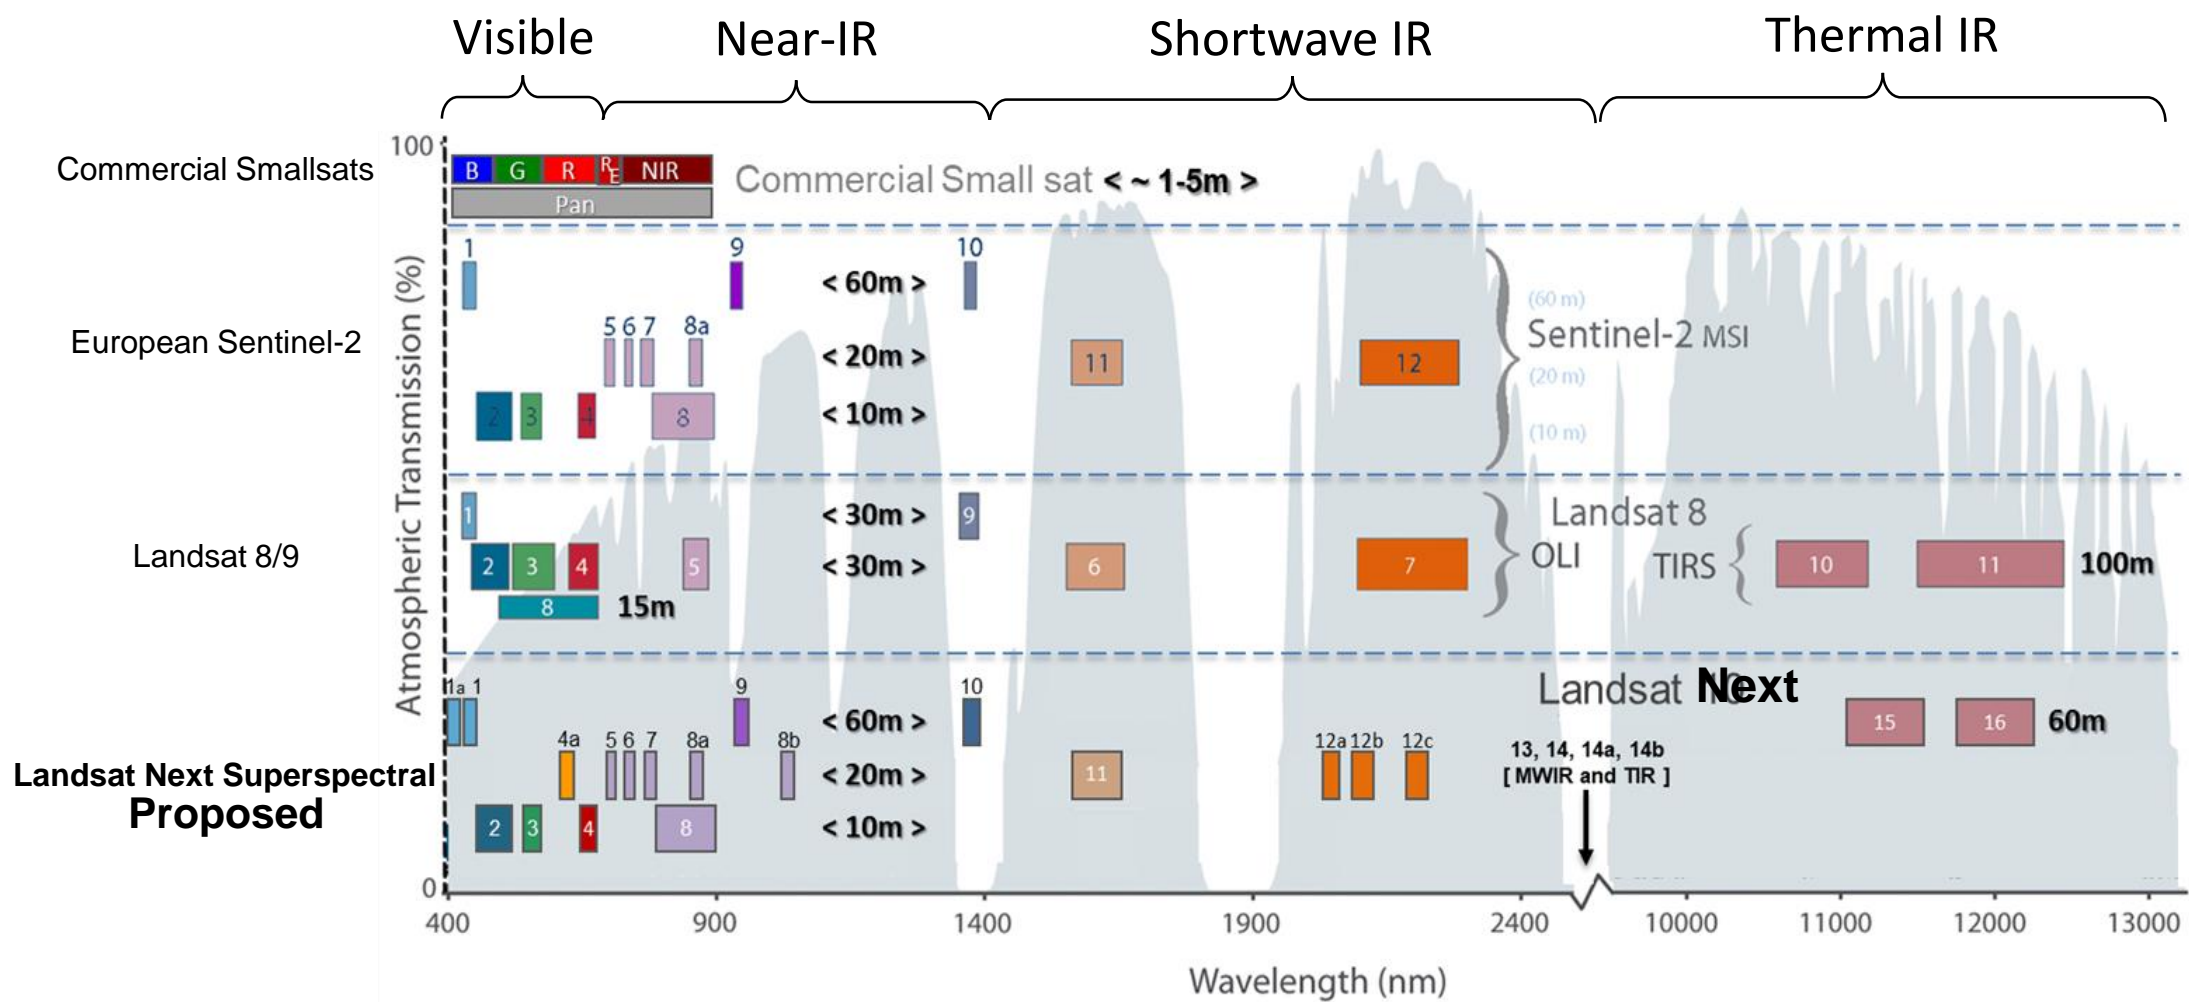 Visible Near-IR Shortwave IR Thermal IR
100
Commercial Smallsats
B G R RE NIR
Pan
Commercial Small sat < ~ 1-5m >
Atmospheric Transmission (%)
European Sentinel-2
1 9 10
< 60m >
5 6 7 8a
< 20m >
11 12
2 3 4 8
< 10m >
(60 m)
Sentinel-2 MSI
(20 m)
(10 m)
Landsat 8/9
1 < 30m > 9
2 3 4 5 < 30m > 6 7
8 15m
Landsat 8
OLI
TIRS 10 11 100m
Landsat Next Superspectral
Proposed
Landsat Next
1a 1 9 10
< 60m >
15 16 60m
4a 5 6 7 8a 8b
< 20m >
11
12a 12b 12c
13, 14, 14a, 14b
[ MWIR and TIR ]
2 3 4 8
< 10m >
0
400 900 1400 1900 2400 10000 11000 12000 13000
Wavelength (nm)